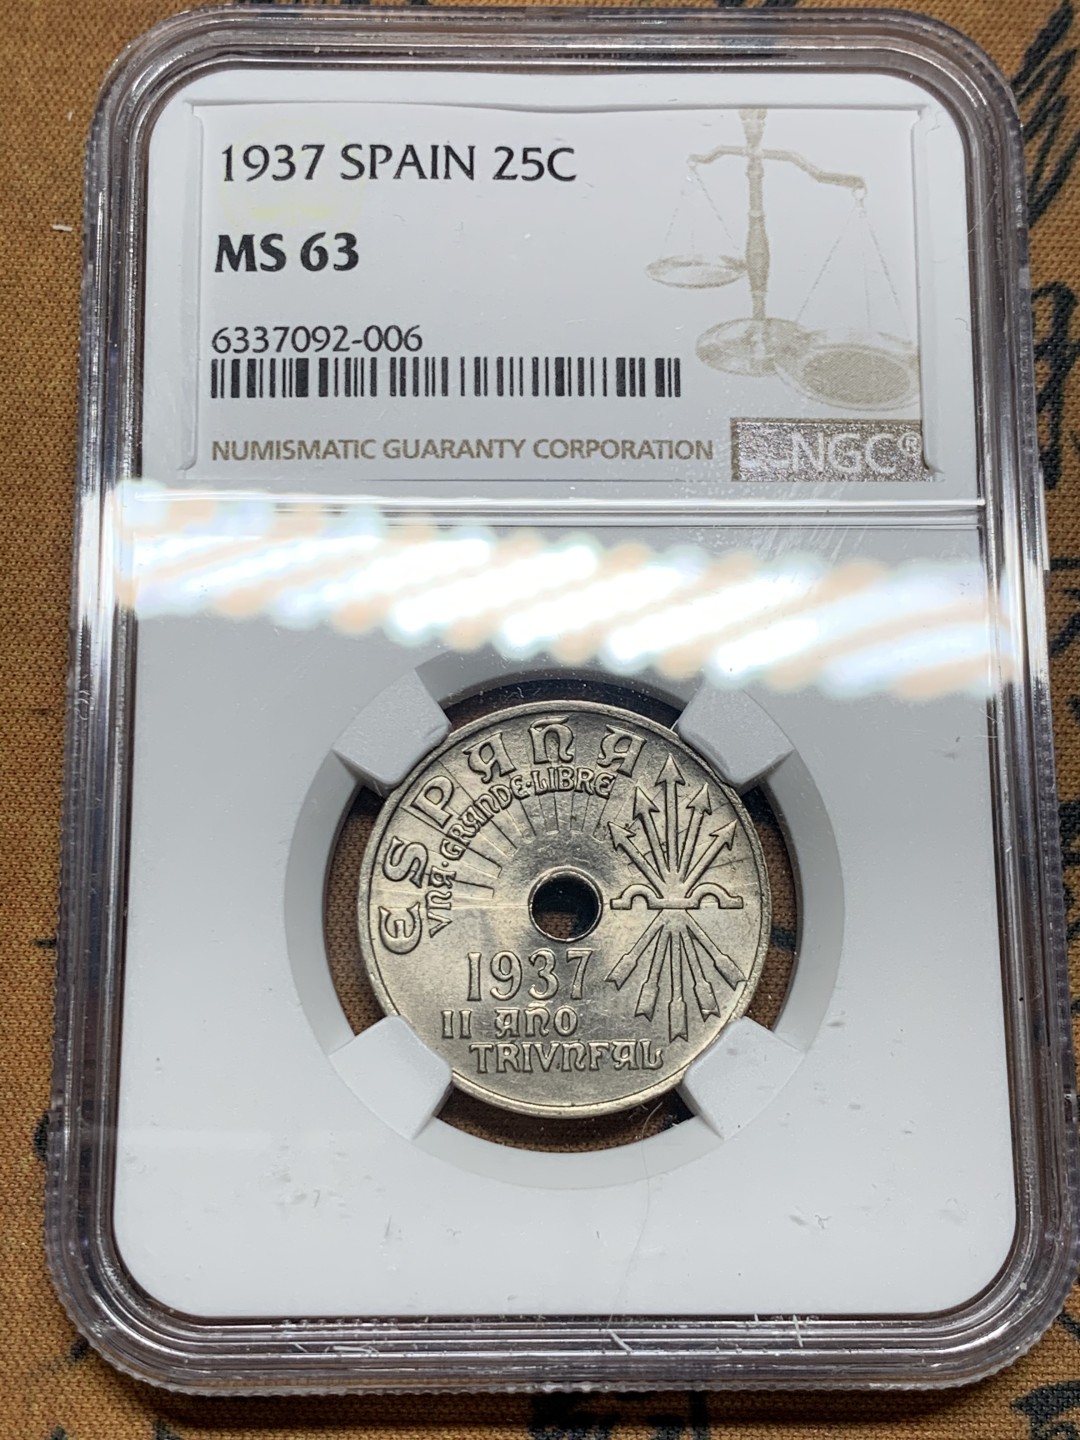 1937 SPAIN 25C
MS 63
6337092-006
NUMISMATIC GUARANTY CORPORATION
NGC®
ESPAÑA
VNA·GRANDE·LIBRE
1937
II AÑO
TRIVNFAL